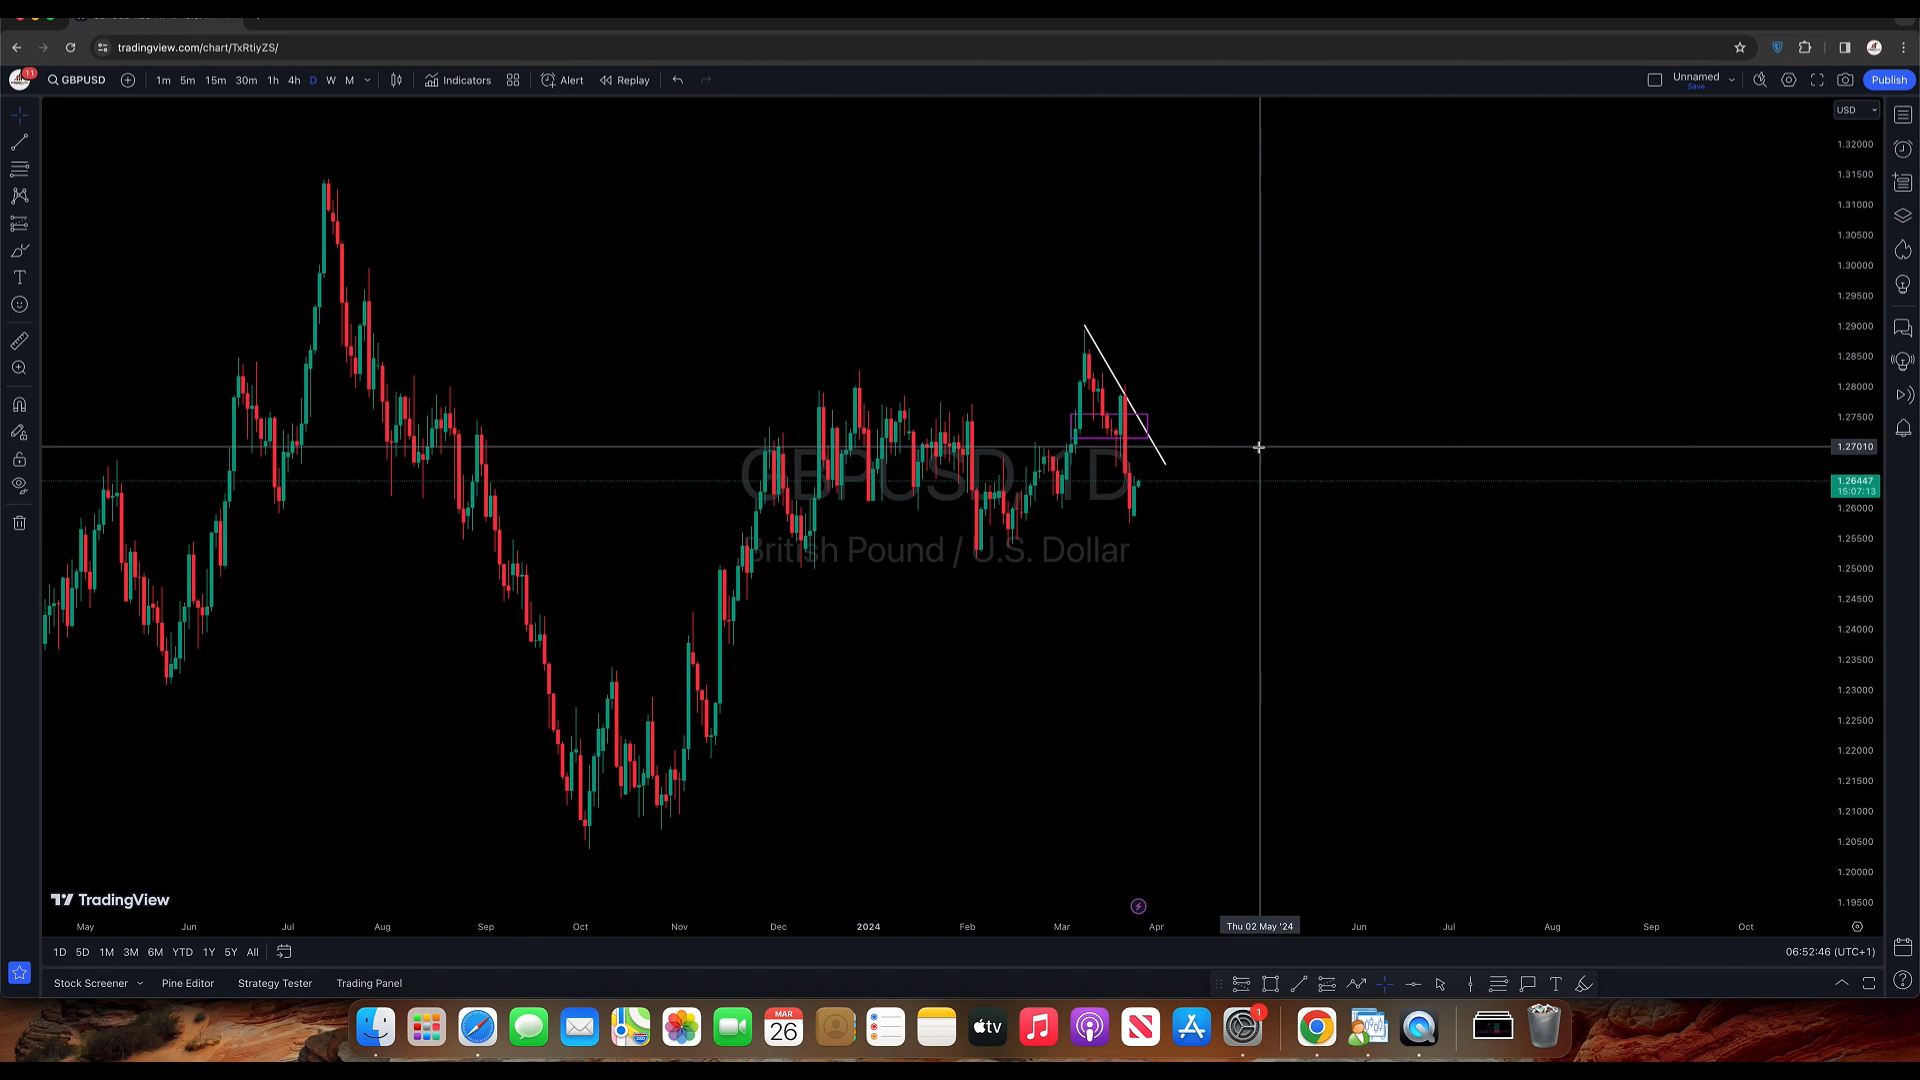 tradingview.com/chart/TxRtiyZS/
11
GBPUSD
1m 5m 15m 30m 1h 4h D W M
Indicators
Alert
Replay
Unnamed
Save
Publish
USD
1.32000
1.31500
1.31000
1.30500
1.30000
1.29500
1.29000
1.28500
1.28000
1.27500
1.27010
1.26447
15:07:13
1.26000
1.25500
1.25000
1.24500
1.24000
1.23500
1.23000
1.22500
1.22000
1.21500
1.21000
1.20500
1.20000
1.19500
GBPUSD, 1D
British Pound / U.S. Dollar
TradingView
May Jun Jul Aug Sep Oct Nov Dec 2024 Feb Mar Apr Thu 02 May '24 Jun Jul Aug Sep Oct
1D 5D 1M 3M 6M YTD 1Y 5Y All
06:52:46 (UTC+1)
Stock Screener
Pine Editor
Strategy Tester
Trading Panel
MAR
26
280
tv
1